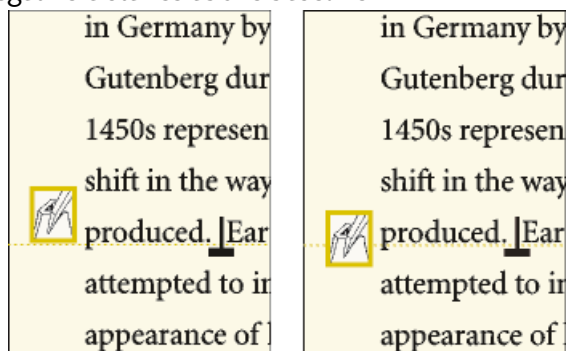 in Germany by
Gutenberg dur
1450s represen
shift in the way
produced. Ear
attempted to
appearance of
in Germany by
Gutenberg dur
1450s represen
shift in the way
produced. Ear
attempted to
appearance of